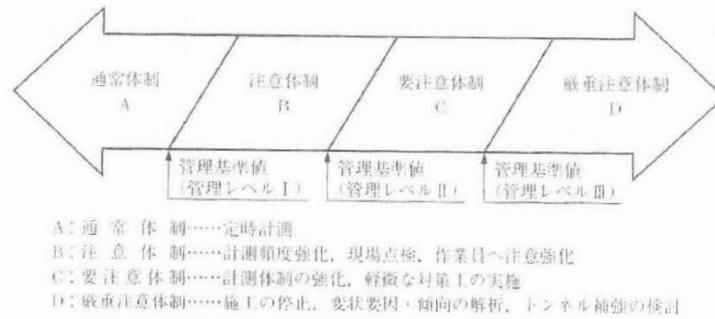 通常体制
A
注意体制
B
要注意体制
C
厳重注意体制
D
管理基準値
(管理レベルⅠ)
管理基準値
(管理レベルⅡ)
管理基準値
(管理レベルⅢ)
A:通常体制……定時計測
B:注意体制……計測頻度強化,現場点検,作業員へ注意強化
C:要注意体制……計測体制の強化,軽微な対策工の実施
D:厳重注意体制……施工の停止,変状要因・傾向の解析,トンネル補強の検討